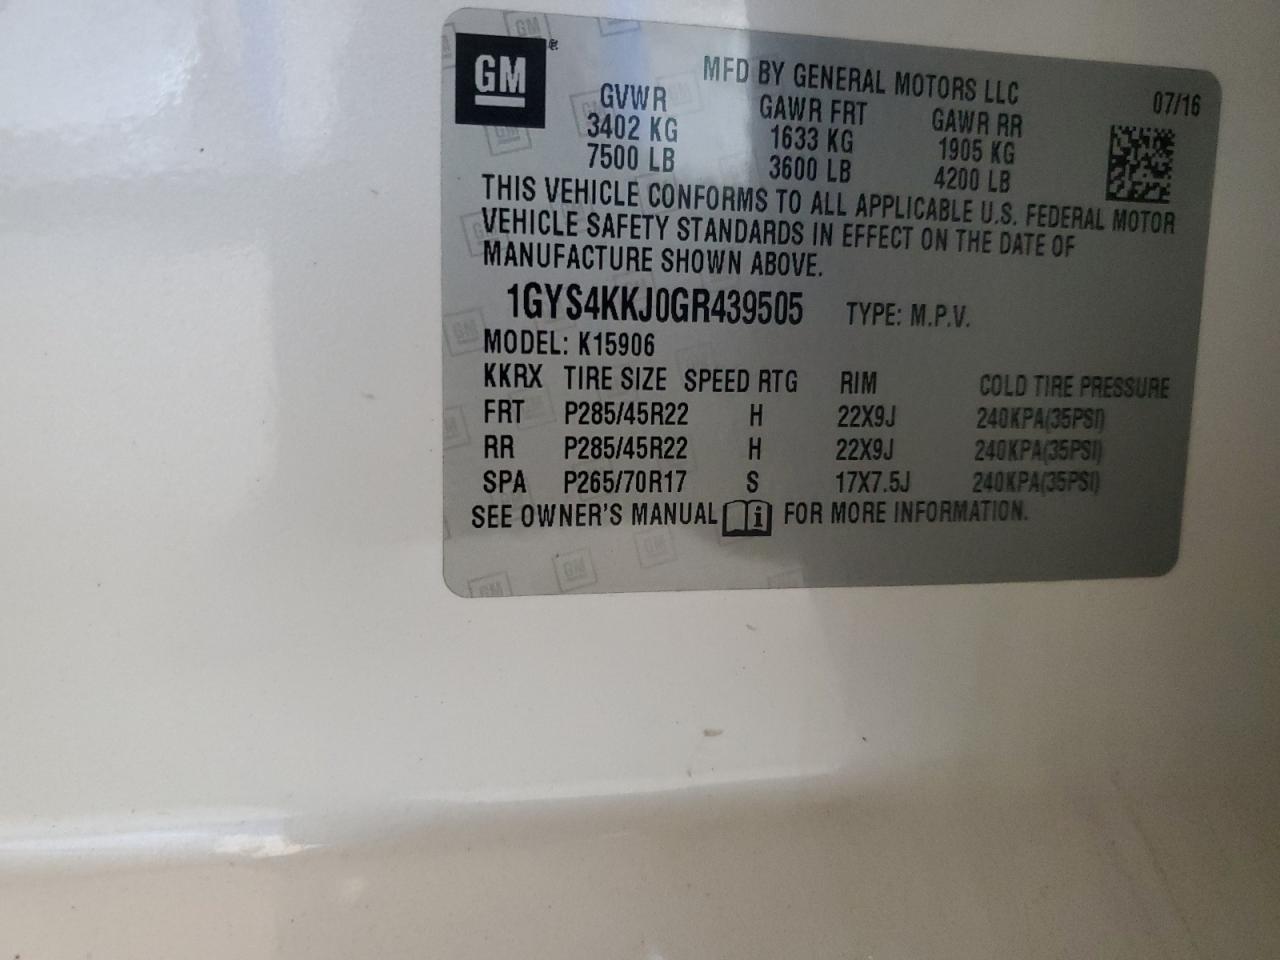 GM
MFD BY GENERAL MOTORS LLC 07/16
GVWR GAWR FRT GAWR RR
3402 KG 1633 KG 1905 KG
7500 LB 3600 LB 4200 LB
THIS VEHICLE CONFORMS TO ALL APPLICABLE U.S. FEDERAL MOTOR
VEHICLE SAFETY STANDARDS IN EFFECT ON THE DATE OF
MANUFACTURE SHOWN ABOVE.
1GYS4KKJ0GR439505 TYPE: M.P.V.
MODEL: K15906
KKRX TIRE SIZE SPEED RTG RIM COLD TIRE PRESSURE
FRT P285/45R22 H 22X9J 240KPA(35PSI)
RR P285/45R22 H 22X9J 240KPA(35PSI)
SPA P265/70R17 S 17X7.5J 240KPA(35PSI)
SEE OWNER'S MANUAL i FOR MORE INFORMATION.